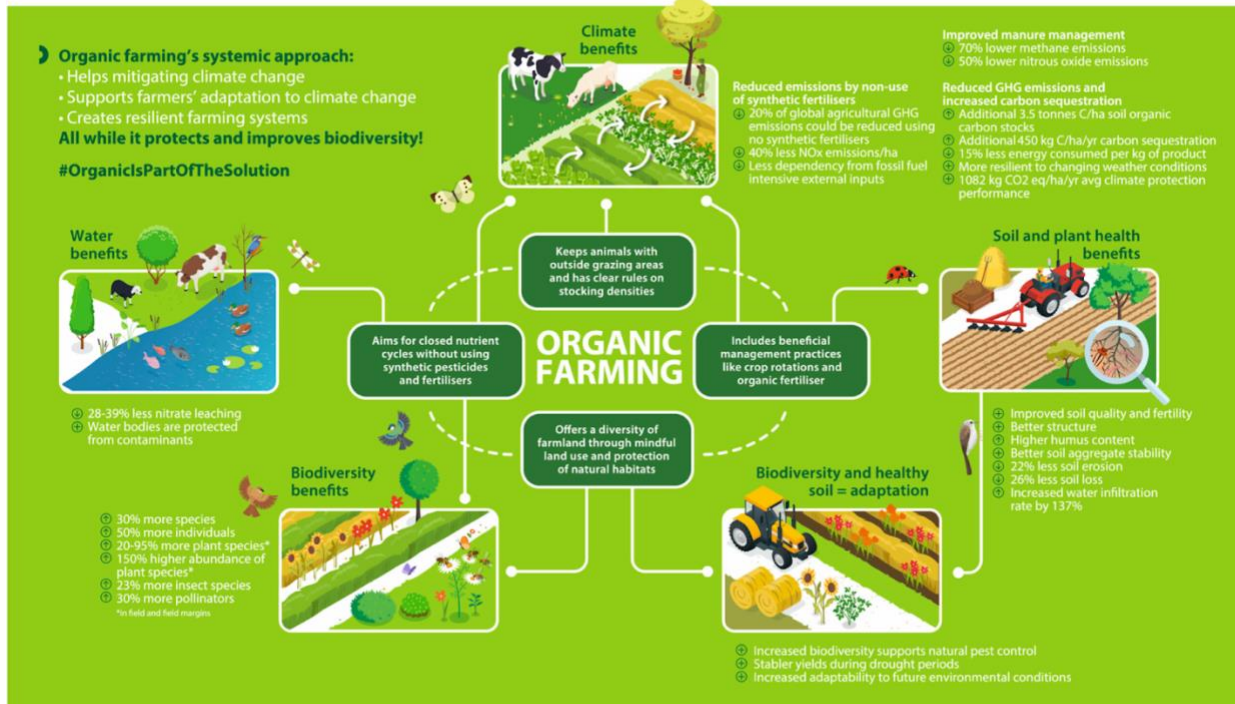 Organic farming's systemic approach:
• Helps mitigating climate change
• Supports farmers' adaptation to climate change
• Creates resilient farming systems
All while it protects and improves biodiversity!
#OrganicIsPartOfTheSolution
Climate
benefits
Reduced emissions by non-use
of synthetic fertilisers
20% of global agricultural GHG
emissions could be reduced using
no synthetic fertilisers
40% less NOx emissions/ha
Less dependency from fossil fuel
intensive external inputs
Improved manure management
70% lower methane emissions
50% lower nitrous oxide emissions
Reduced GHG emissions and
increased carbon sequestration
Additional 3.5 tonnes C/ha soil organic
carbon stocks
Additional 450 kg C/ha/yr carbon sequestration
15% less energy consumed per kg of product
More resilient to changing weather conditions
1082 kg CO2 eq/ha/yr avg climate protection
performance
Water
benefits
28-39% less nitrate leaching
Water bodies are protected
from contaminants
Keeps animals with
outside grazing areas
and has clear rules on
stocking densities
Aims for closed nutrient
cycles without using
synthetic pesticides
and fertilisers
ORGANIC
FARMING
Includes beneficial
management practices
like crop rotations and
organic fertiliser
Offers a diversity of
farmland through mindful
land use and protection
of natural habitats
Soil and plant health
benefits
Improved soil quality and fertility
Better structure
Higher humus content
Better soil aggregate stability
22% less soil erosion
26% less soil loss
Increased water infiltration
rate by 137%
Biodiversity
benefits
30% more species
50% more individuals
20-95% more plant species*
150% higher abundance of
plant species*
23% more insect species
30% more pollinators
*in field and field margins
Biodiversity and healthy
soil = adaptation
Increased biodiversity supports natural pest control
Stabler yields during drought periods
Increased adaptability to future environmental conditions